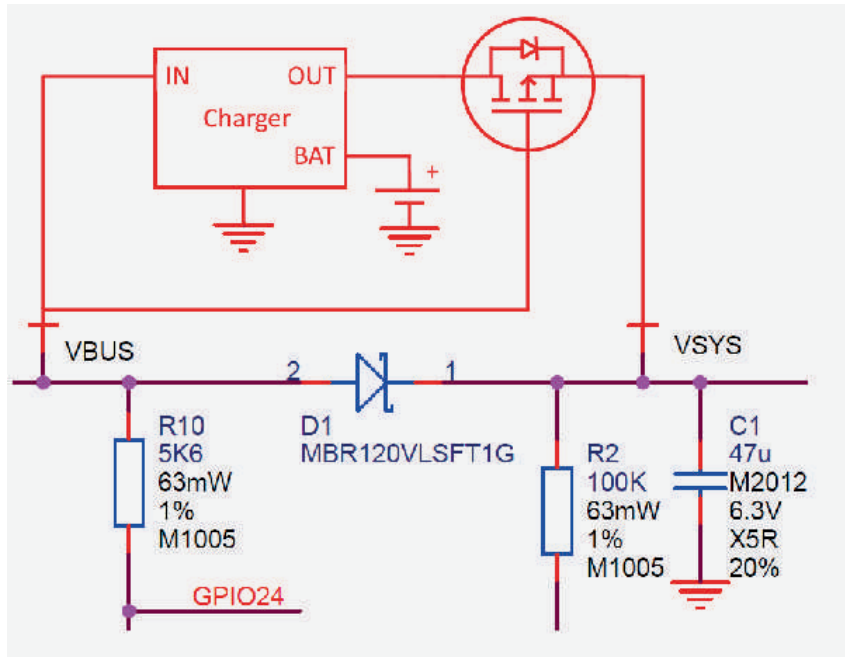 IN
OUT
Charger
BAT
+
VBUS
VSYS
2
1
R10
5K6
63mW
1%
M1005
D1
MBR120VLSFT1G
R2
100K
63mW
1%
M1005
C1
47u
M2012
6.3V
X5R
20%
GPIO24